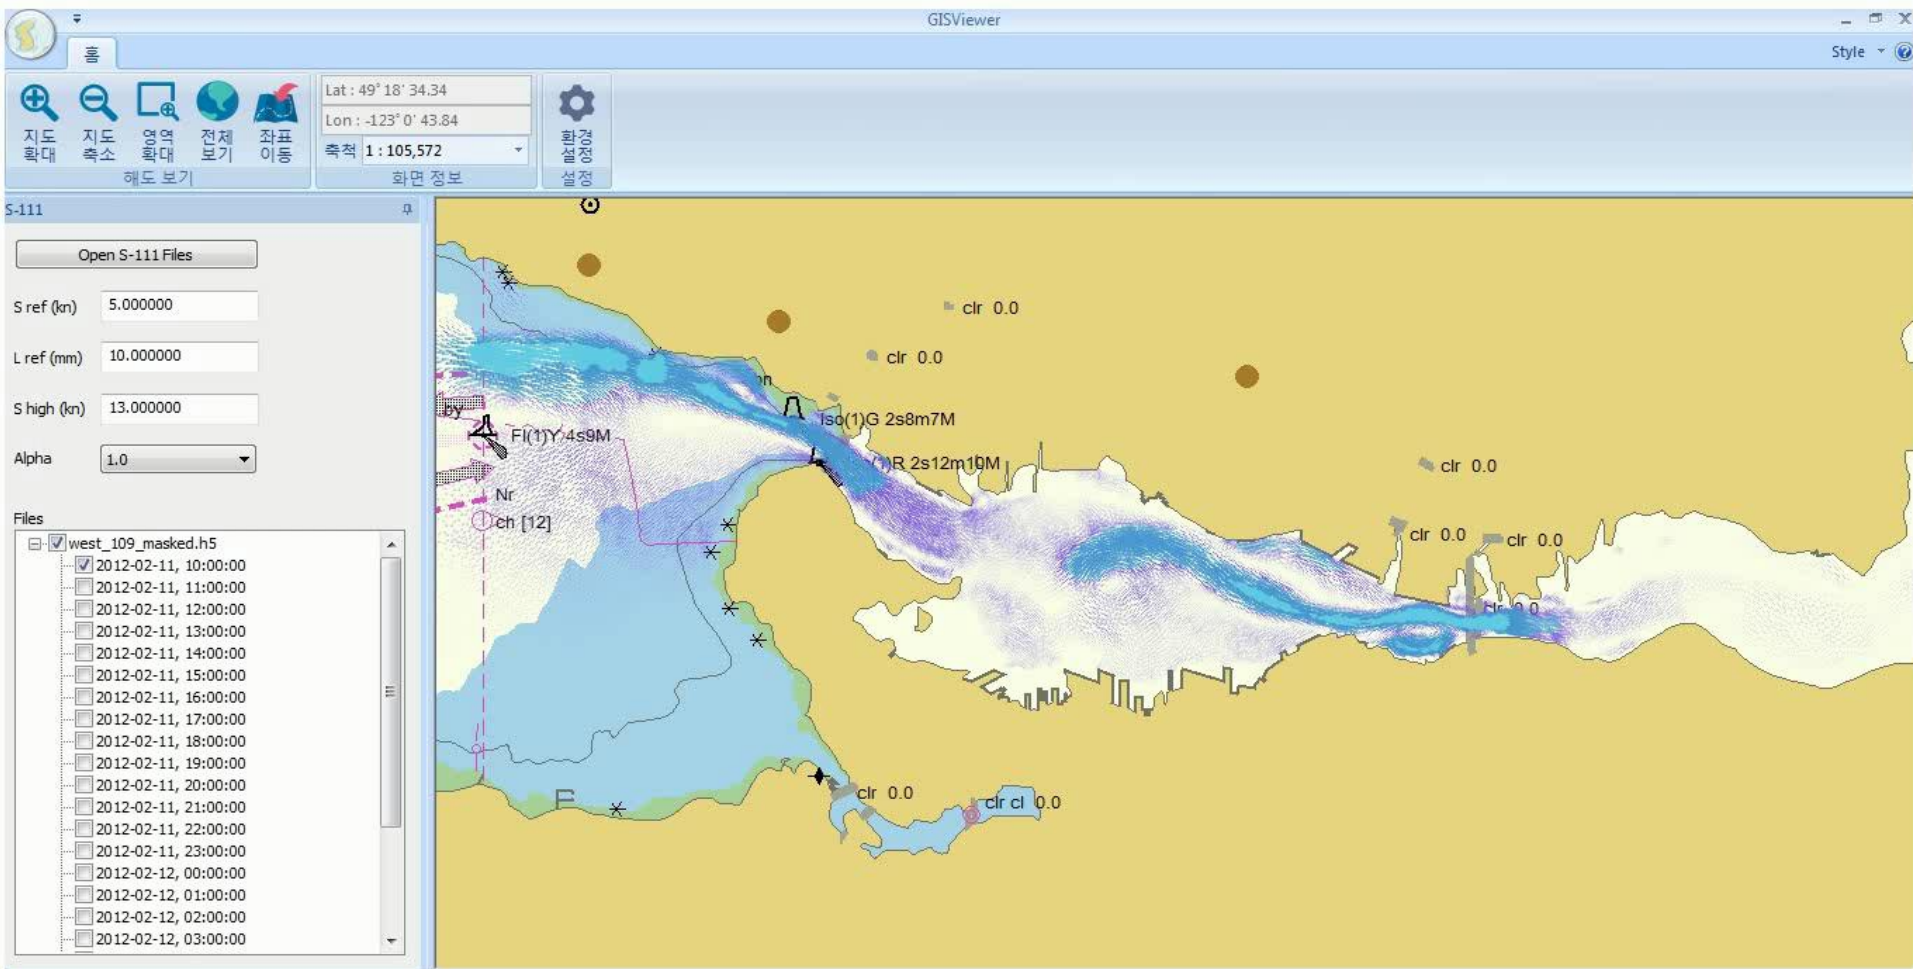 GISViewer
홈
Style
지도
확대
지도
축소
영역
확대
전체
보기
좌표
이동
해도 보기
Lat : 49° 18' 34.34
Lon : -123° 0' 43.84
축척 1 : 105,572
화면 정보
환경
설정
설정
S-111
Open S-111 Files
S ref (kn) 5.000000
L ref (mm) 10.000000
S high (kn) 13.000000
Alpha 1.0
Files
west_109_masked.h5
2012-02-11, 10:00:00
2012-02-11, 11:00:00
2012-02-11, 12:00:00
2012-02-11, 13:00:00
2012-02-11, 14:00:00
2012-02-11, 15:00:00
2012-02-11, 16:00:00
2012-02-11, 17:00:00
2012-02-11, 18:00:00
2012-02-11, 19:00:00
2012-02-11, 20:00:00
2012-02-11, 21:00:00
2012-02-11, 22:00:00
2012-02-11, 23:00:00
2012-02-12, 00:00:00
2012-02-12, 01:00:00
2012-02-12, 02:00:00
2012-02-12, 03:00:00
clr 0.0
clr 0.0
by
Iso(1)G 2s8m7M
Fl(1)Y 4s9M
(1)R 2s12m10M
clr 0.0
Nr
ch [12]
clr 0.0
clr 0.0
clr 0.0
clr 0.0
clr cl 0.0